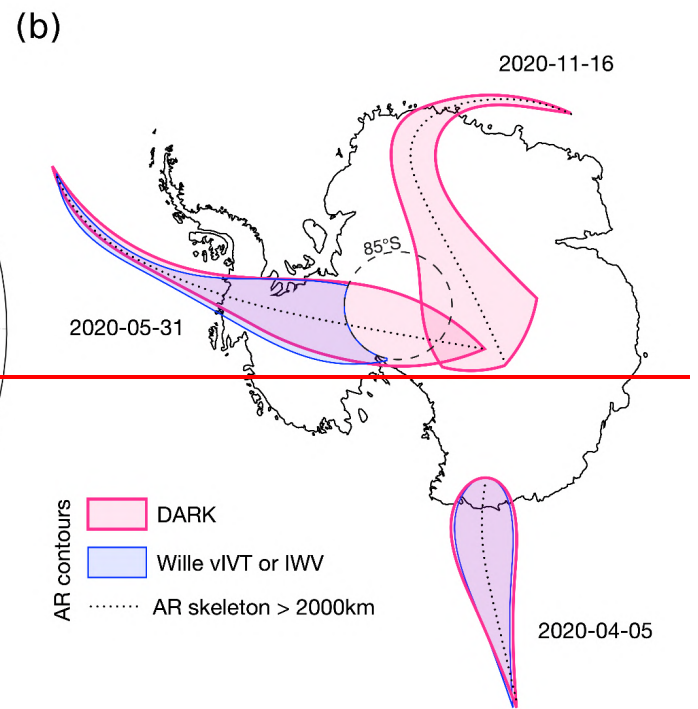 (b)
2020-11-16
85°S
2020-05-31
AR contours
DARK
Wille vIVT or IWV
AR skeleton > 2000km
2020-04-05